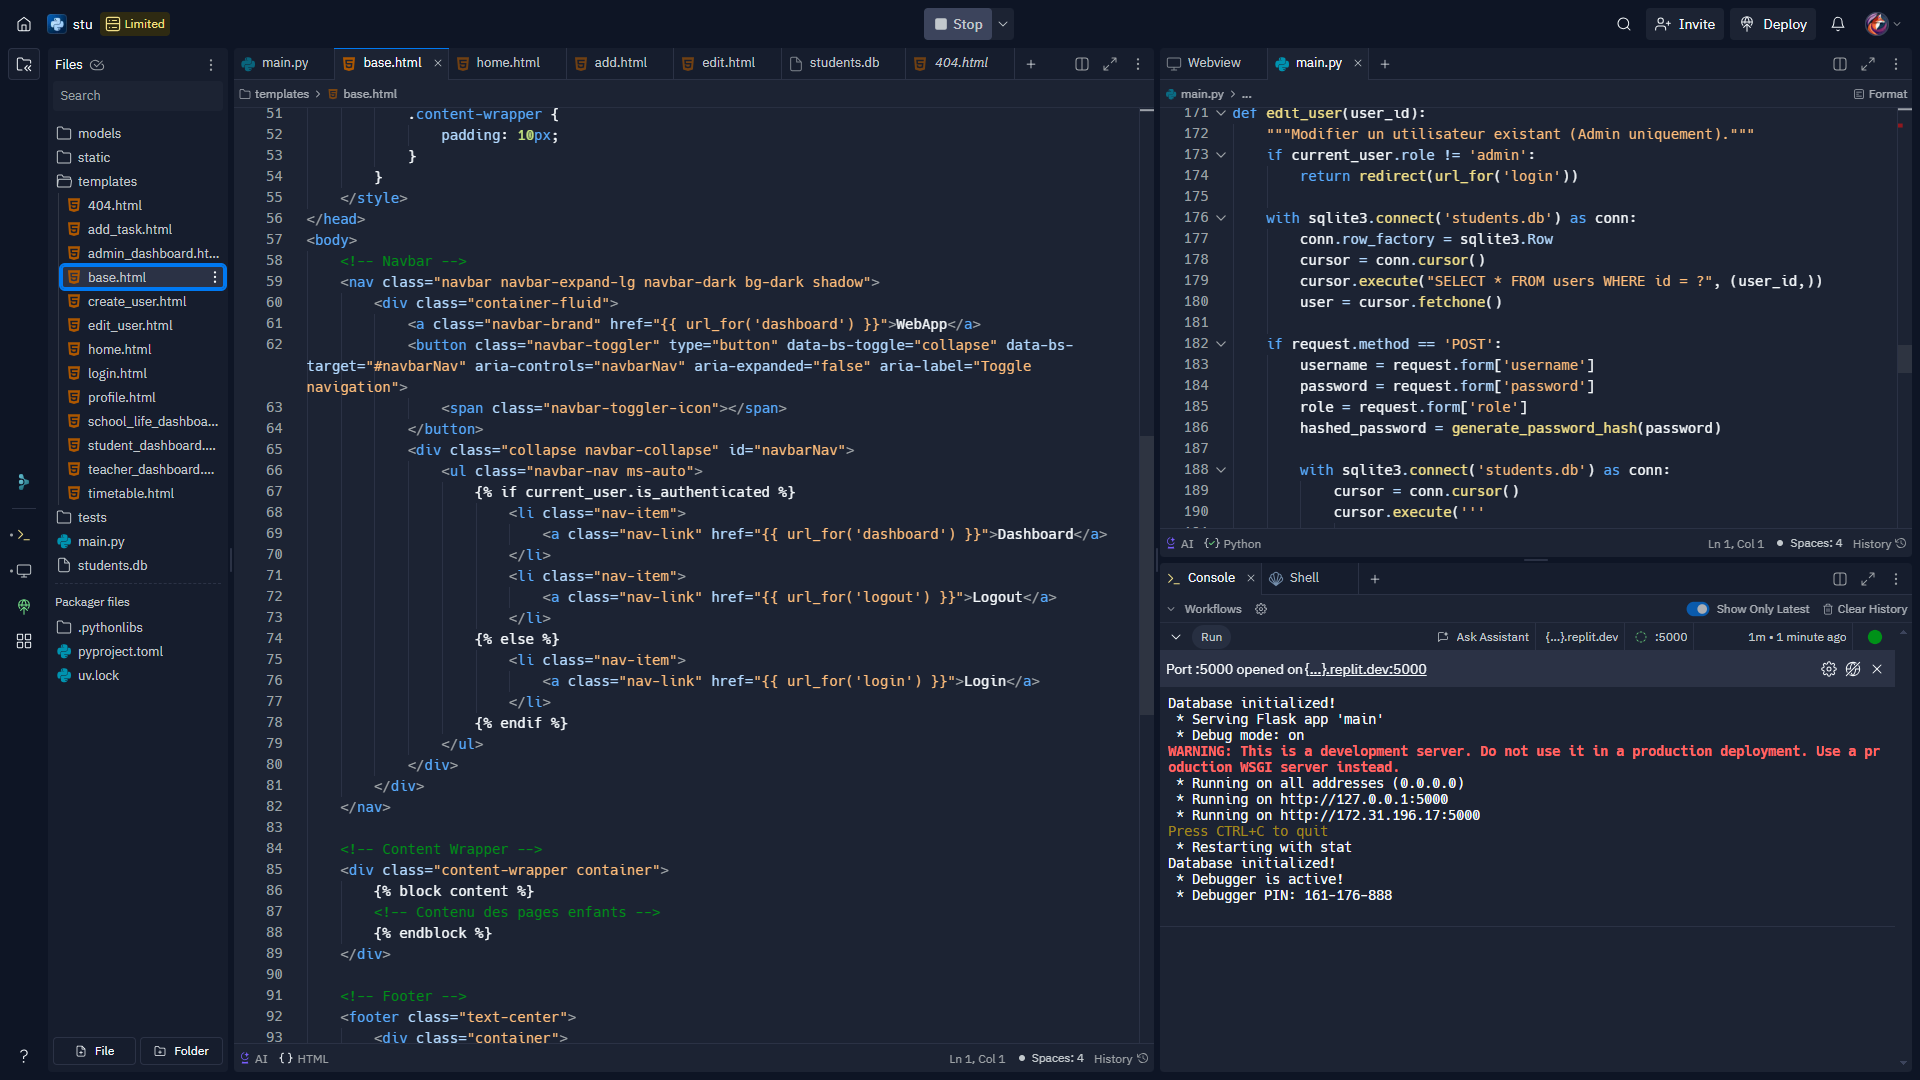 stu
Limited
Stop
Invite
Deploy
Files
Search
models
static
templates
404.html
add_task.html
admin_dashboard.ht...
base.html
create_user.html
edit_user.html
home.html
login.html
profile.html
school_life_dashboa...
student_dashboard....
teacher_dashboard....
timetable.html
tests
main.py
students.db
Packager files
.pythonlibs
pyproject.toml
uv.lock
File
Folder
main.py
base.html
home.html
add.html
edit.html
students.db
404.html
templates > base.html
51 .content-wrapper {
52 padding: 10px;
53 }
54 }
55 </style>
56 </head>
57 <body>
58 <!-- Navbar -->
59 <nav class="navbar navbar-expand-lg navbar-dark bg-dark shadow">
60 <div class="container-fluid">
61 <a class="navbar-brand" href="{{ url_for('dashboard') }}">WebApp</a>
62 <button class="navbar-toggler" type="button" data-bs-toggle="collapse" data-bs-
target="#navbarNav" aria-controls="navbarNav" aria-expanded="false" aria-label="Toggle
navigation">
63 <span class="navbar-toggler-icon"></span>
64 </button>
65 <div class="collapse navbar-collapse" id="navbarNav">
66 <ul class="navbar-nav ms-auto">
67 {% if current_user.is_authenticated %}
68 <li class="nav-item">
69 <a class="nav-link" href="{{ url_for('dashboard') }}">Dashboard</a>
70 </li>
71 <li class="nav-item">
72 <a class="nav-link" href="{{ url_for('logout') }}">Logout</a>
73 </li>
74 {% else %}
75 <li class="nav-item">
76 <a class="nav-link" href="{{ url_for('login') }}">Login</a>
77 </li>
78 {% endif %}
79 </ul>
80 </div>
81 </div>
82 </nav>
83
84 <!-- Content Wrapper -->
85 <div class="content-wrapper container">
86 {% block content %}
87 <!-- Contenu des pages enfants -->
88 {% endblock %}
89 </div>
90
91 <!-- Footer -->
92 <footer class="text-center">
93 <div class="container">
AI {} HTML
Ln 1, Col 1 • Spaces: 4 History
Webview
main.py
main.py > ...
Format
171 def edit_user(user_id):
172 """Modifier un utilisateur existant (Admin uniquement)."""
173 if current_user.role != 'admin':
174 return redirect(url_for('login'))
175
176 with sqlite3.connect('students.db') as conn:
177 conn.row_factory = sqlite3.Row
178 cursor = conn.cursor()
179 cursor.execute("SELECT * FROM users WHERE id = ?", (user_id,))
180 user = cursor.fetchone()
181
182 if request.method == 'POST':
183 username = request.form['username']
184 password = request.form['password']
185 role = request.form['role']
186 hashed_password = generate_password_hash(password)
187
188 with sqlite3.connect('students.db') as conn:
189 cursor = conn.cursor()
190 cursor.execute('''
AI Python
Ln 1, Col 1 • Spaces: 4 History
Console
Shell
Workflows
Show Only Latest
Clear History
Run
Ask Assistant
{...}.replit.dev
:5000
1m • 1 minute ago
Port :5000 opened on {...}.replit.dev:5000
Database initialized!
* Serving Flask app 'main'
* Debug mode: on
WARNING: This is a development server. Do not use it in a production deployment. Use a pr
oduction WSGI server instead.
* Running on all addresses (0.0.0.0)
* Running on http://127.0.0.1:5000
* Running on http://172.31.196.17:5000
Press CTRL+C to quit
* Restarting with stat
Database initialized!
* Debugger is active!
* Debugger PIN: 161-176-888